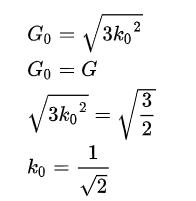 G₀ = √(3k₀²)
G₀ = G
√(3k₀²) = √(3/2)
k₀ = 1/√2